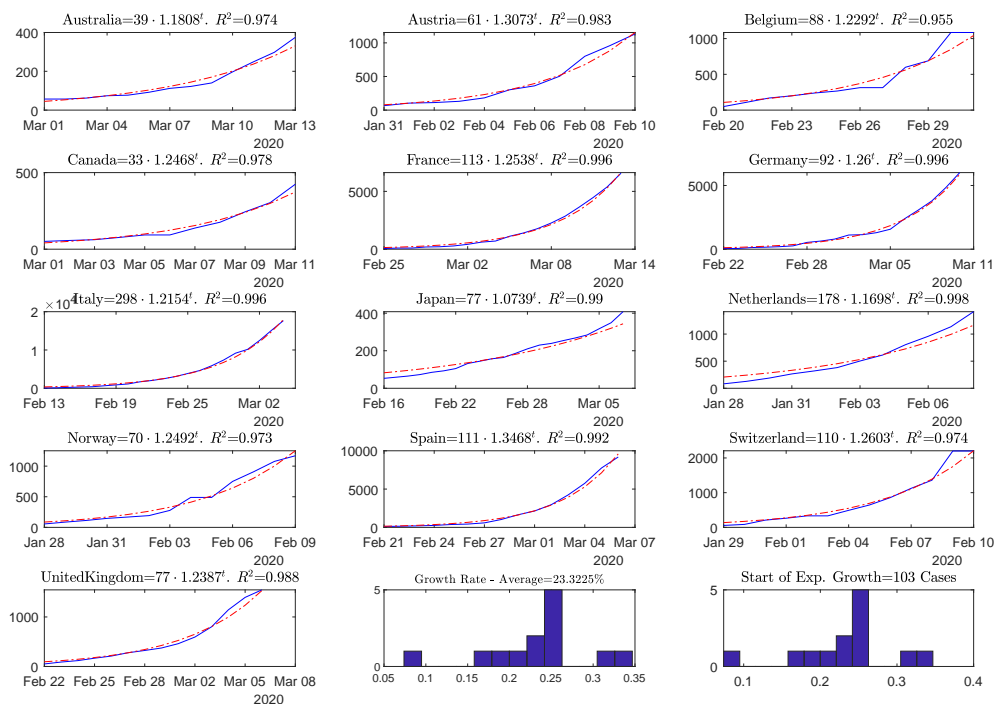 Australia=39 · 1.1808^t. R^2=0.974
400
200
0
Mar 01 Mar 04 Mar 07 Mar 10 Mar 13
2020
Austria=61 · 1.3073^t. R^2=0.983
1000
500
0
Jan 31 Feb 02 Feb 04 Feb 06 Feb 08 Feb 10
2020
Belgium=88 · 1.2292^t. R^2=0.955
1000
500
0
Feb 20 Feb 23 Feb 26 Feb 29
2020
Canada=33 · 1.2468^t. R^2=0.978
500
0
Mar 01 Mar 03 Mar 05 Mar 07 Mar 09 Mar 11
2020
France=113 · 1.2538^t. R^2=0.996
5000
0
Feb 25 Mar 02 Mar 08 Mar 14
2020
Germany=92 · 1.26^t. R^2=0.996
5000
0
Feb 22 Feb 28 Mar 05 Mar 11
2020
×10^4
Italy=298 · 1.2154^t. R^2=0.996
2
1
0
Feb 13 Feb 19 Feb 25 Mar 02
2020
Japan=77 · 1.0739^t. R^2=0.99
400
200
0
Feb 16 Feb 22 Feb 28 Mar 05
2020
Netherlands=178 · 1.1698^t. R^2=0.998
1000
500
0
Jan 28 Jan 31 Feb 03 Feb 06
2020
Norway=70 · 1.2492^t. R^2=0.973
1000
500
0
Jan 28 Jan 31 Feb 03 Feb 06 Feb 09
2020
Spain=111 · 1.3468^t. R^2=0.992
10000
5000
0
Feb 21 Feb 24 Feb 27 Mar 01 Mar 04 Mar 07
2020
Switzerland=110 · 1.2603^t. R^2=0.974
2000
1000
0
Jan 29 Feb 01 Feb 04 Feb 07 Feb 10
2020
UnitedKingdom=77 · 1.2387^t. R^2=0.988
1000
0
Feb 22 Feb 25 Feb 28 Mar 02 Mar 05 Mar 08
2020
Growth Rate - Average=23.3225%
5
0
0.05 0.1 0.15 0.2 0.25 0.3 0.35
Start of Exp. Growth=103 Cases
5
0
0.1 0.2 0.3 0.4